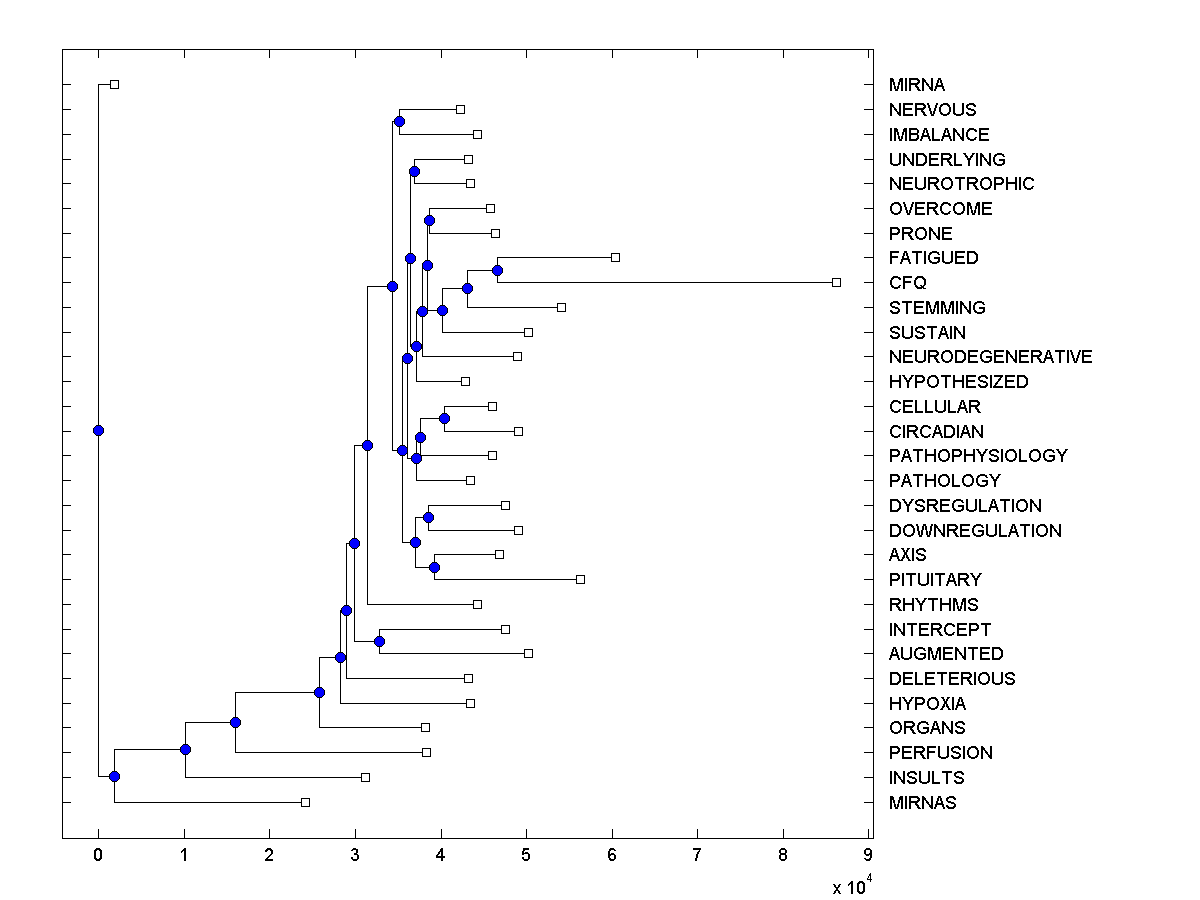 MIRNA
NERVOUS
IMBALANCE
UNDERLYING
NEUROTROPHIC
OVERCOME
PRONE
FATIGUED
CFQ
STEMMING
SUSTAIN
NEURODEGENERATIVE
HYPOTHESIZED
CELLULAR
CIRCADIAN
PATHOPHYSIOLOGY
PATHOLOGY
DYSREGULATION
DOWNREGULATION
AXIS
PITUITARY
RHYTHMS
INTERCEPT
AUGMENTED
DELETERIOUS
HYPOXIA
ORGANS
PERFUSION
INSULTS
MIRNAS
0 1 2 3 4 5 6 7 8 9
x 10^4